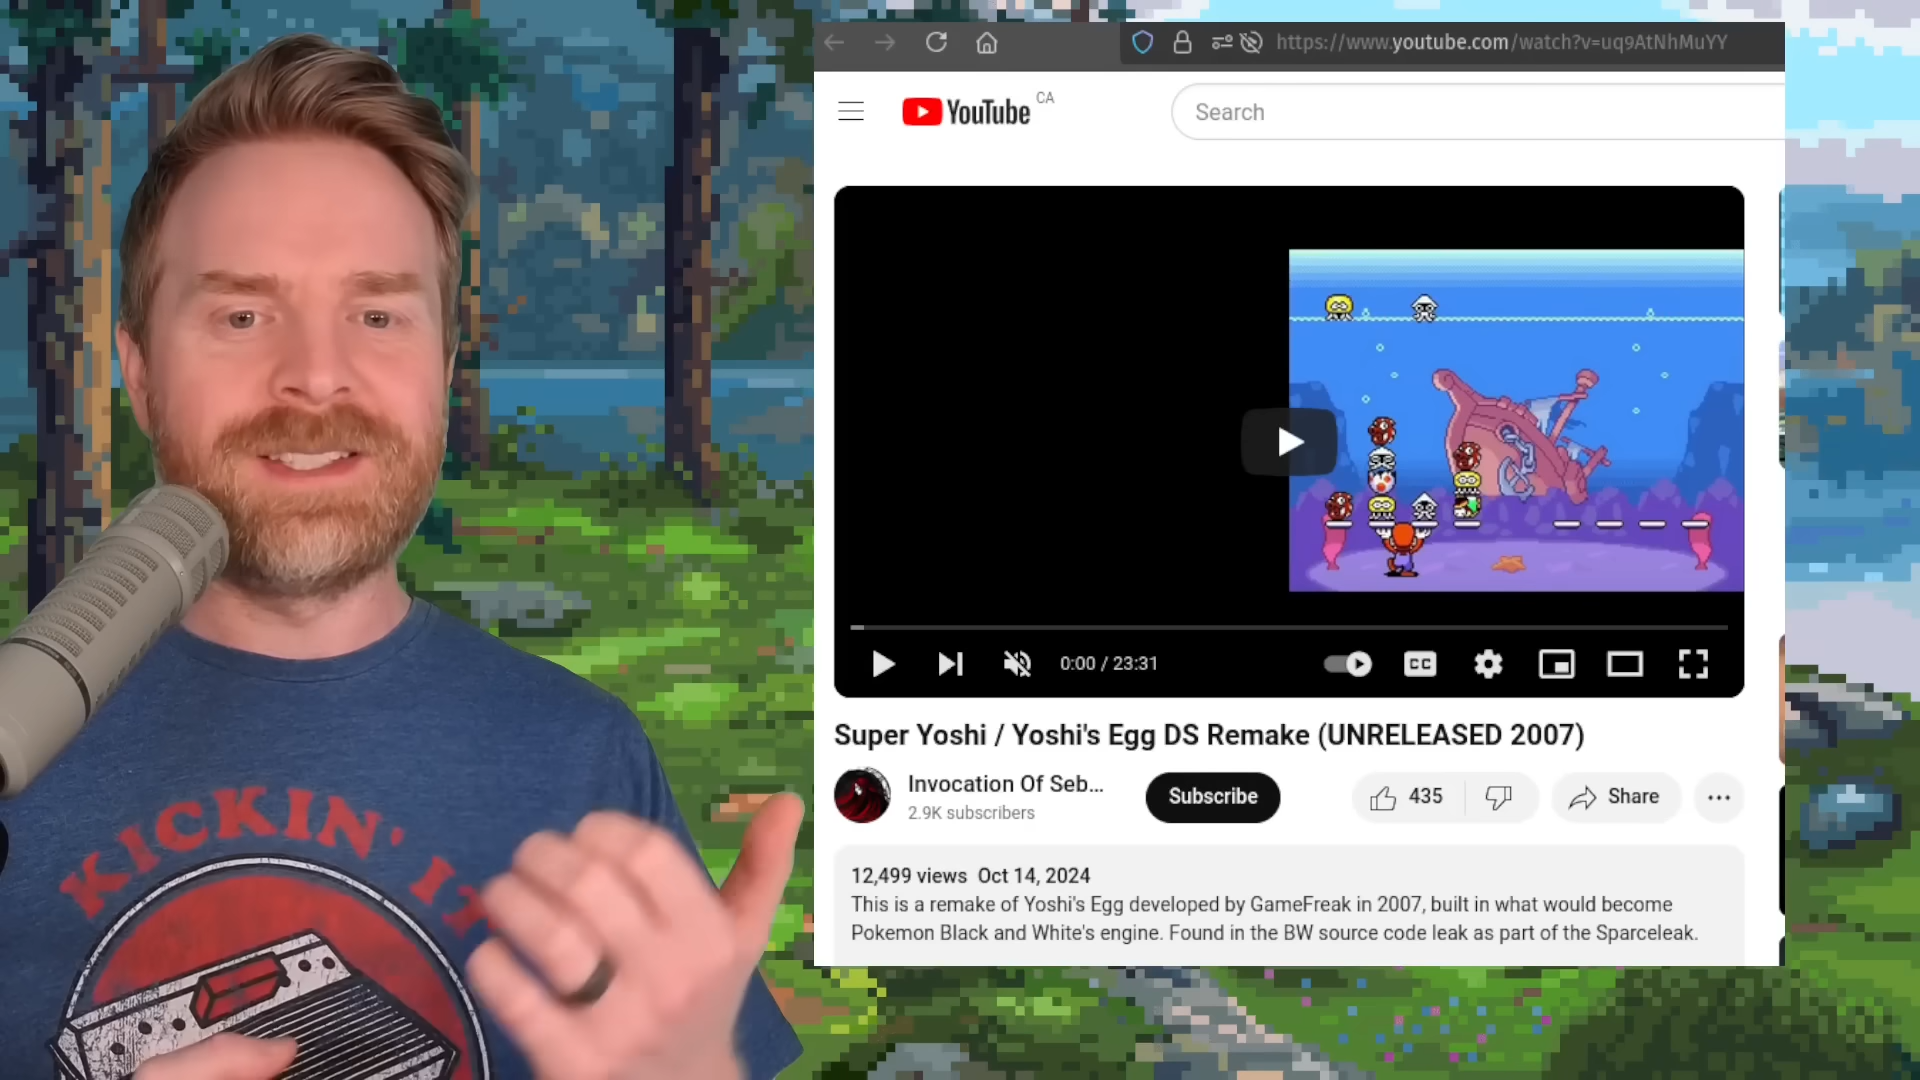 https://www.youtube.com/watch?v=uq9AtNhMuYY
YouTube CA
Search
CC
0:00 / 23:31
Super Yoshi / Yoshi's Egg DS Remake (UNRELEASED 2007)
Invocation Of Seb...
2.9K subscribers
Subscribe
435
Share
12,499 views Oct 14, 2024
This is a remake of Yoshi's Egg developed by GameFreak in 2007, built in what would become
Pokemon Black and White's engine. Found in the BW source code leak as part of the Sparceleak.
KICKIN' IT